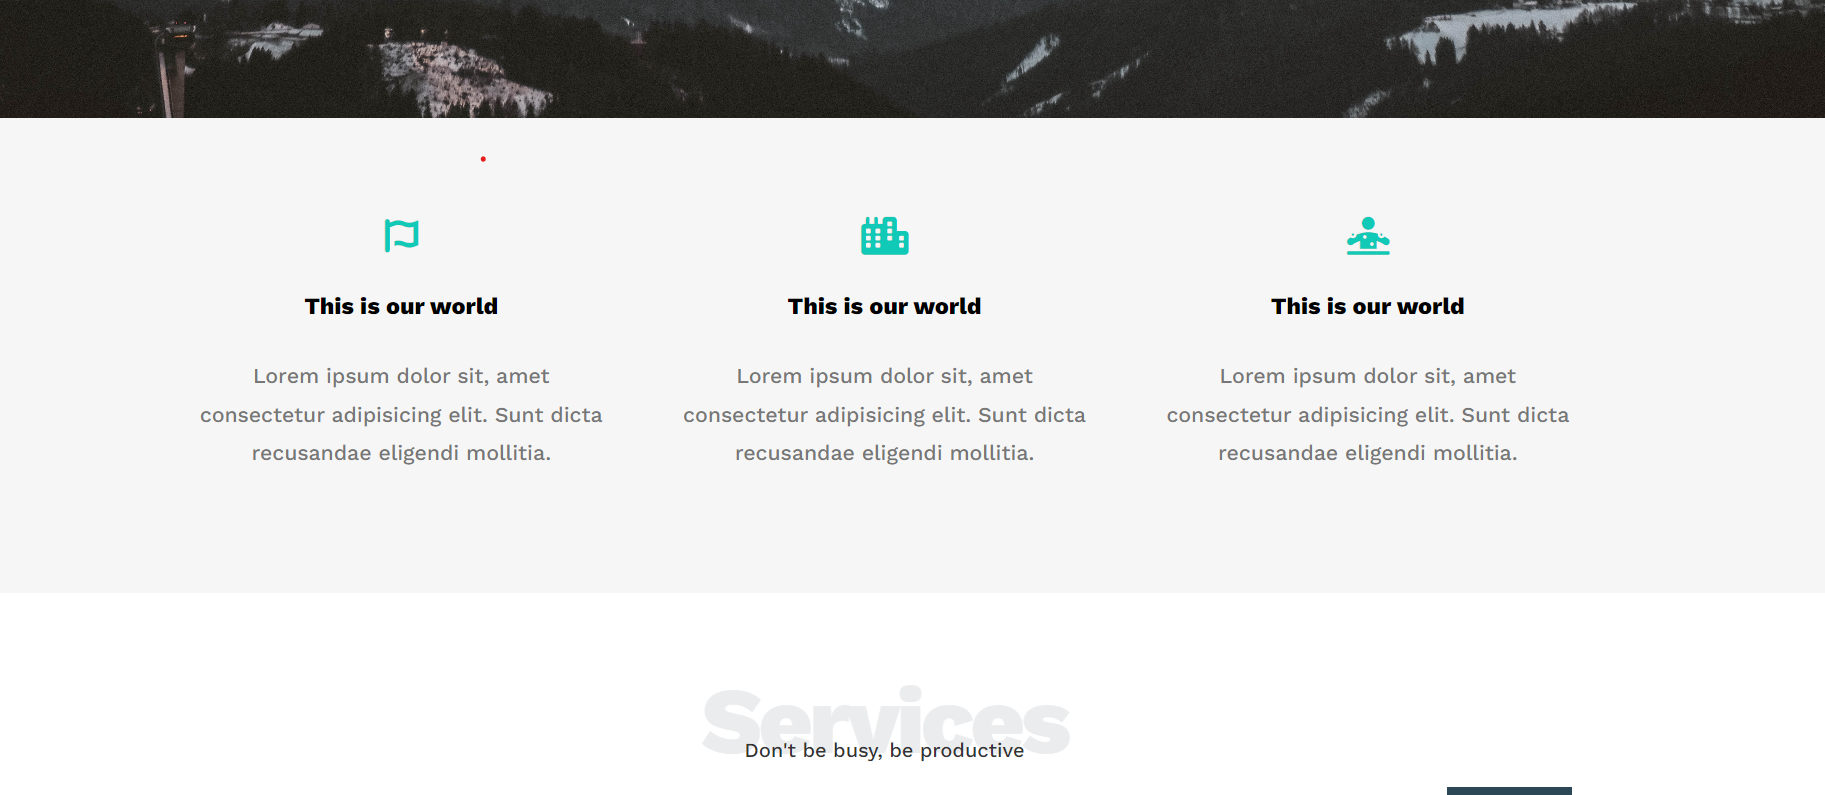 This is our world
Lorem ipsum dolor sit, amet
consectetur adipisicing elit. Sunt dicta
recusandae eligendi mollitia.
This is our world
Lorem ipsum dolor sit, amet
consectetur adipisicing elit. Sunt dicta
recusandae eligendi mollitia.
This is our world
Lorem ipsum dolor sit, amet
consectetur adipisicing elit. Sunt dicta
recusandae eligendi mollitia.
Services
Don't be busy, be productive